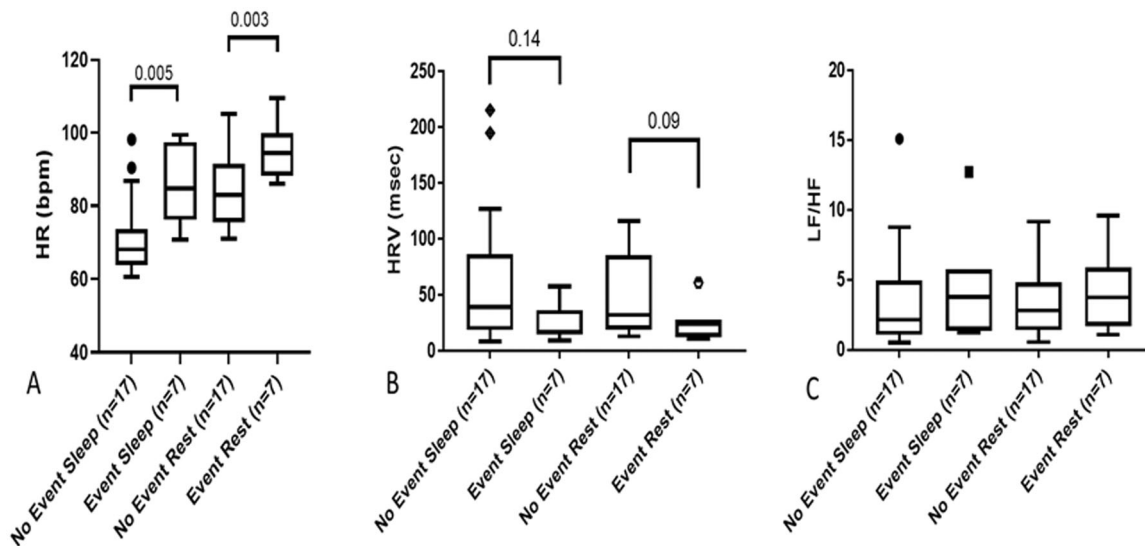 0.005
0.003
120
100
80
60
40
HR (bpm)
No Event Sleep (n=17)
Event Sleep (n=7)
No Event Rest (n=17)
Event Rest (n=7)
A
0.14
0.09
250
200
150
100
50
0
HRV (msec)
No Event Sleep (n=17)
Event Sleep (n=7)
No Event Rest (n=17)
Event Rest (n=7)
B
20
15
10
5
0
LF/HF
No Event Sleep (n=17)
Event Sleep (n=7)
No Event Rest (n=17)
Event Rest (n=7)
C